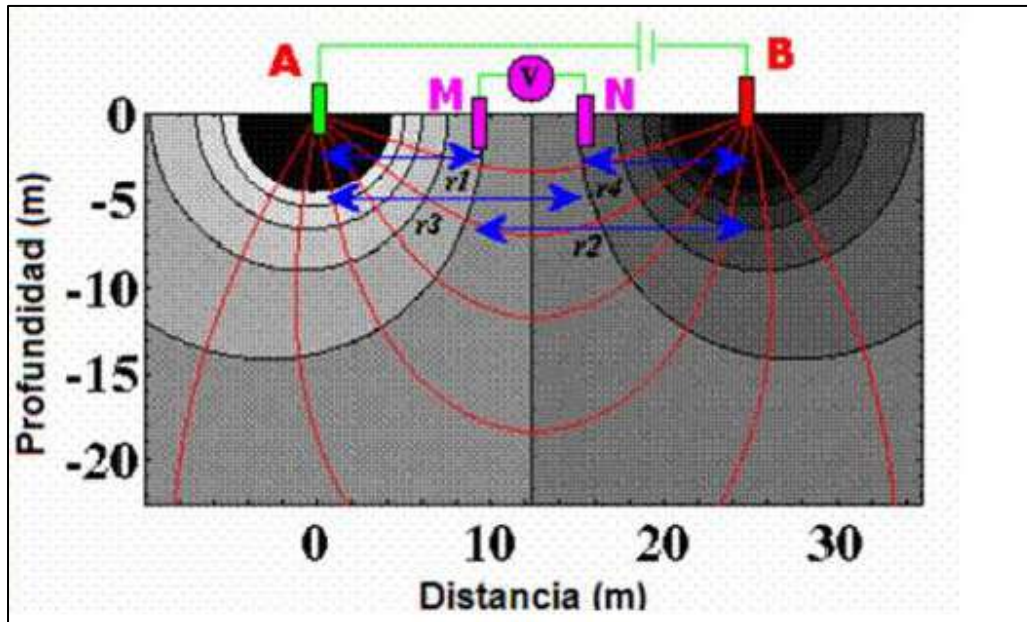 A B
M V N
0
r1 r4
-5
r3 r2
-10
-15
-20
Profundidad (m)
0 10 20 30
Distancia (m)